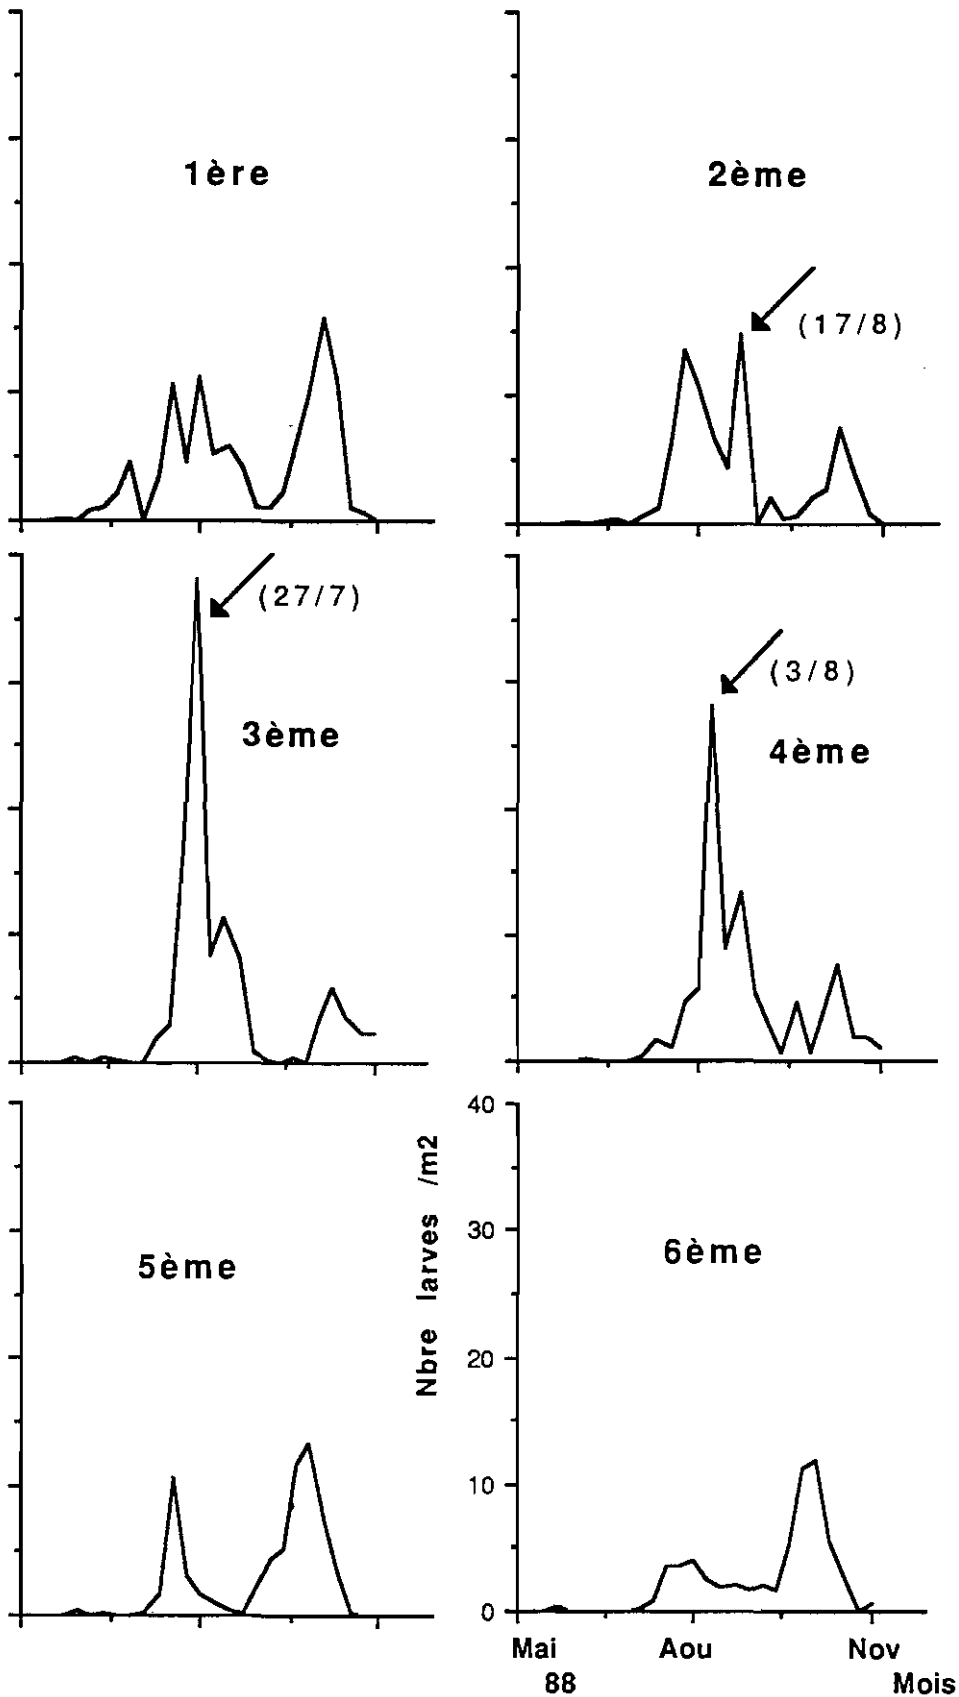 1ère
2ème
(17/8)
(27/7)
3ème
(3/8)
4ème
5ème
Nbre larves /m2
40
30
20
10
0
6ème
Mai
Aou
Nov
88
Mois